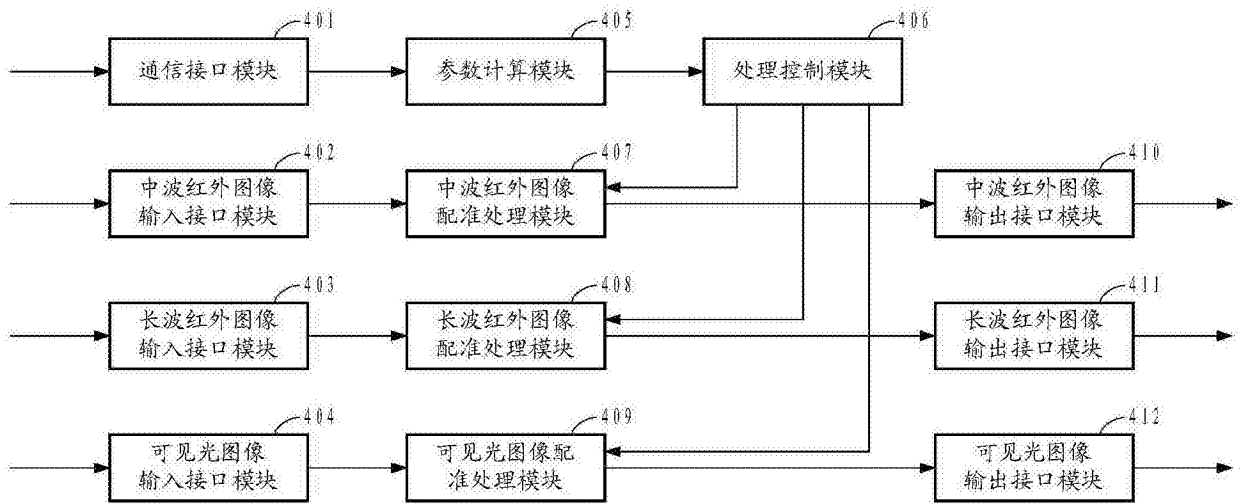 401
405
406
通信接口模块
参数计算模块
处理控制模块
402
407
410
中波红外图像
输入接口模块
中波红外图像
配准处理模块
中波红外图像
输出接口模块
403
408
411
长波红外图像
输入接口模块
长波红外图像
配准处理模块
长波红外图像
输出接口模块
404
409
412
可见光图像
输入接口模块
可见光图像配
准处理模块
可见光图像
输出接口模块